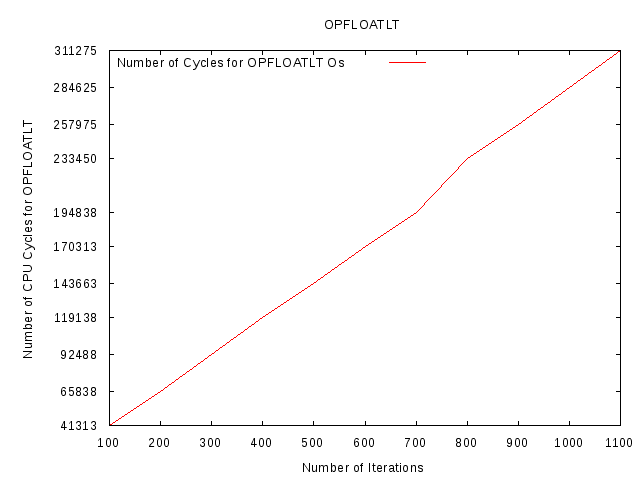 OPFLOATLT
Number of Cycles for OPFLOATLT Os
Number of CPU Cycles for OPFLOATLT
311275
284625
257975
233450
194838
170313
143663
119138
92488
65838
41313
100 200 300 400 500 600 700 800 900 1000 1100
Number of Iterations